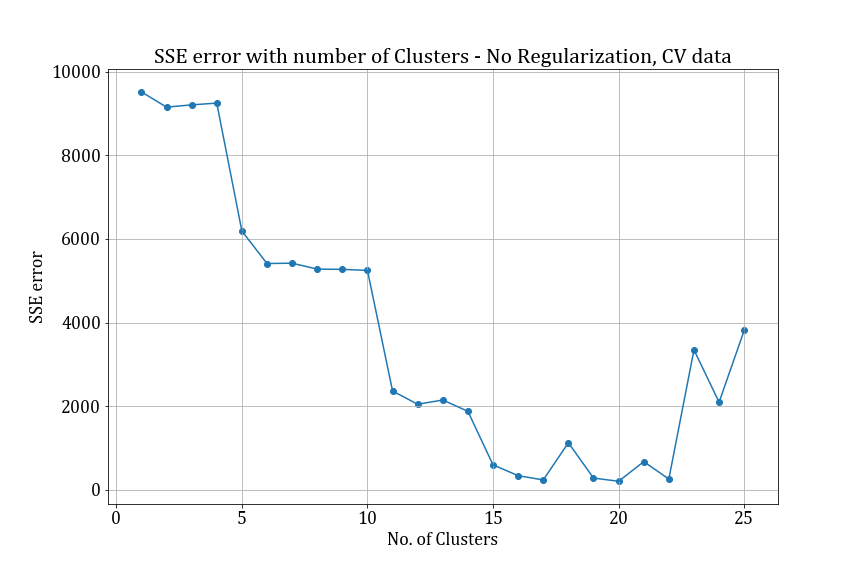 SSE error with number of Clusters - No Regularization, CV data
10000
8000
6000
4000
2000
0
SSE error
0 5 10 15 20 25
No. of Clusters